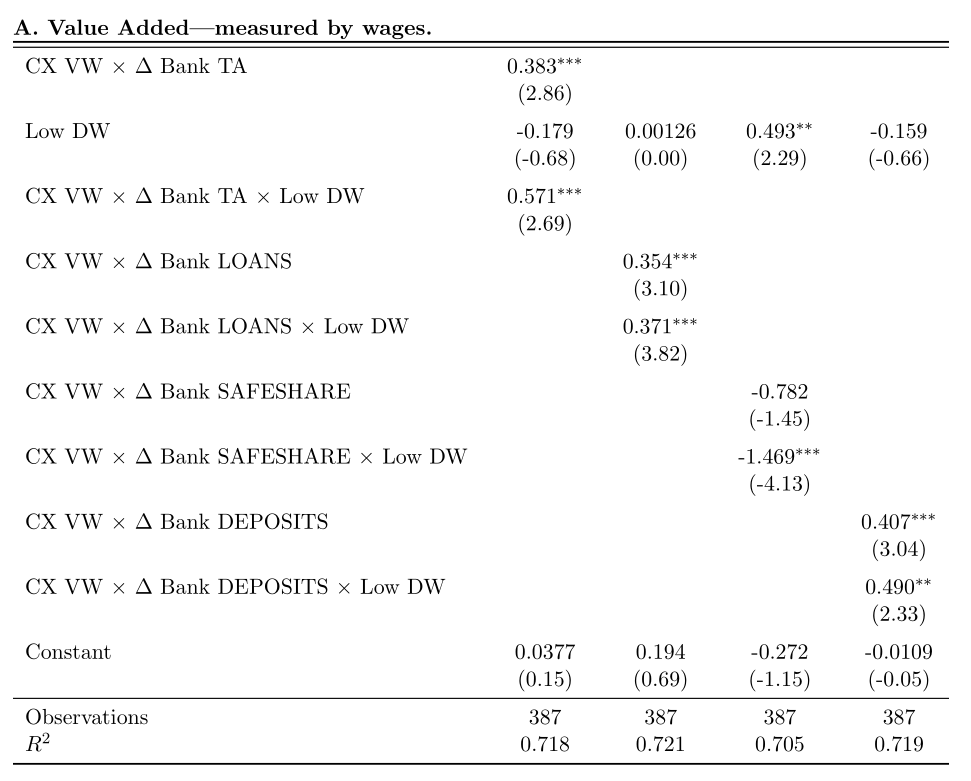 A. Value Added—measured by wages.
CX VW × Δ Bank TA 0.383***
(2.86)
Low DW -0.179 0.00126 0.493** -0.159
(-0.68) (0.00) (2.29) (-0.66)
CX VW × Δ Bank TA × Low DW 0.571***
(2.69)
CX VW × Δ Bank LOANS 0.354***
(3.10)
CX VW × Δ Bank LOANS × Low DW 0.371***
(3.82)
CX VW × Δ Bank SAFESHARE -0.782
(-1.45)
CX VW × Δ Bank SAFESHARE × Low DW -1.469***
(-4.13)
CX VW × Δ Bank DEPOSITS 0.407***
(3.04)
CX VW × Δ Bank DEPOSITS × Low DW 0.490**
(2.33)
Constant 0.0377 0.194 -0.272 -0.0109
(0.15) (0.69) (-1.15) (-0.05)
Observations 387 387 387 387
R² 0.718 0.721 0.705 0.719